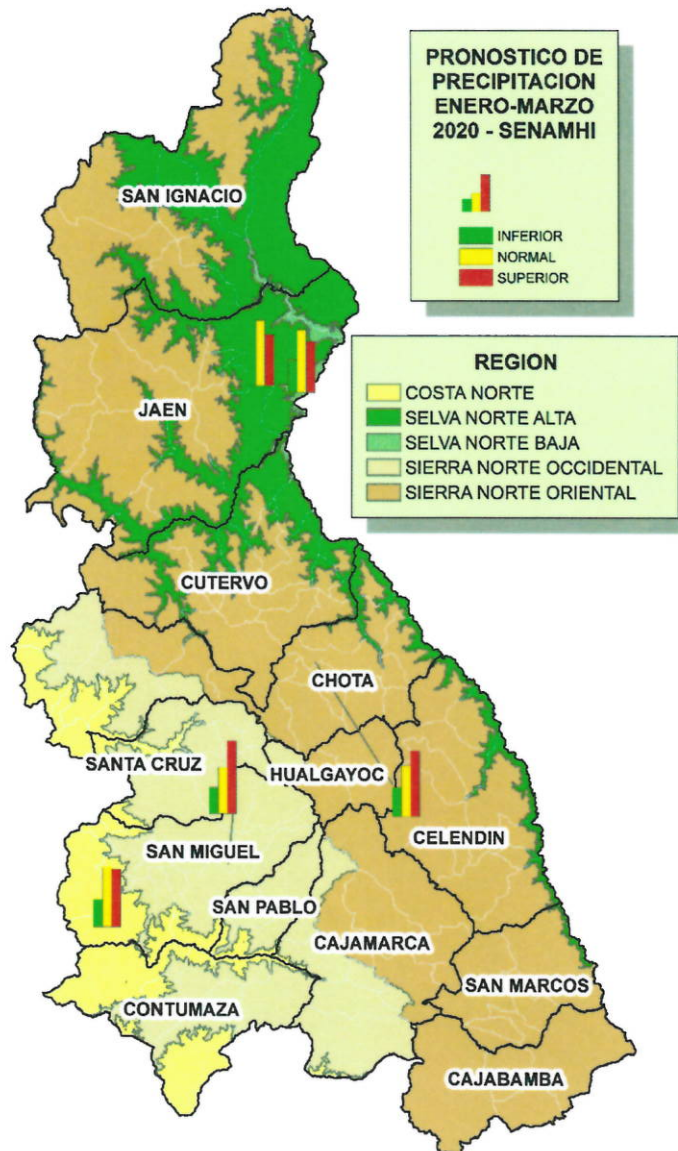 PRONOSTICO DE
PRECIPITACION
ENERO-MARZO
2020 - SENAMHI
INFERIOR
NORMAL
SUPERIOR
REGION
COSTA NORTE
SELVA NORTE ALTA
SELVA NORTE BAJA
SIERRA NORTE OCCIDENTAL
SIERRA NORTE ORIENTAL
SAN IGNACIO
JAEN
CUTERVO
CHOTA
SANTA CRUZ
HUALGAYOC
CELENDIN
SAN MIGUEL
SAN PABLO
CAJAMARCA
SAN MARCOS
CONTUMAZA
CAJABAMBA